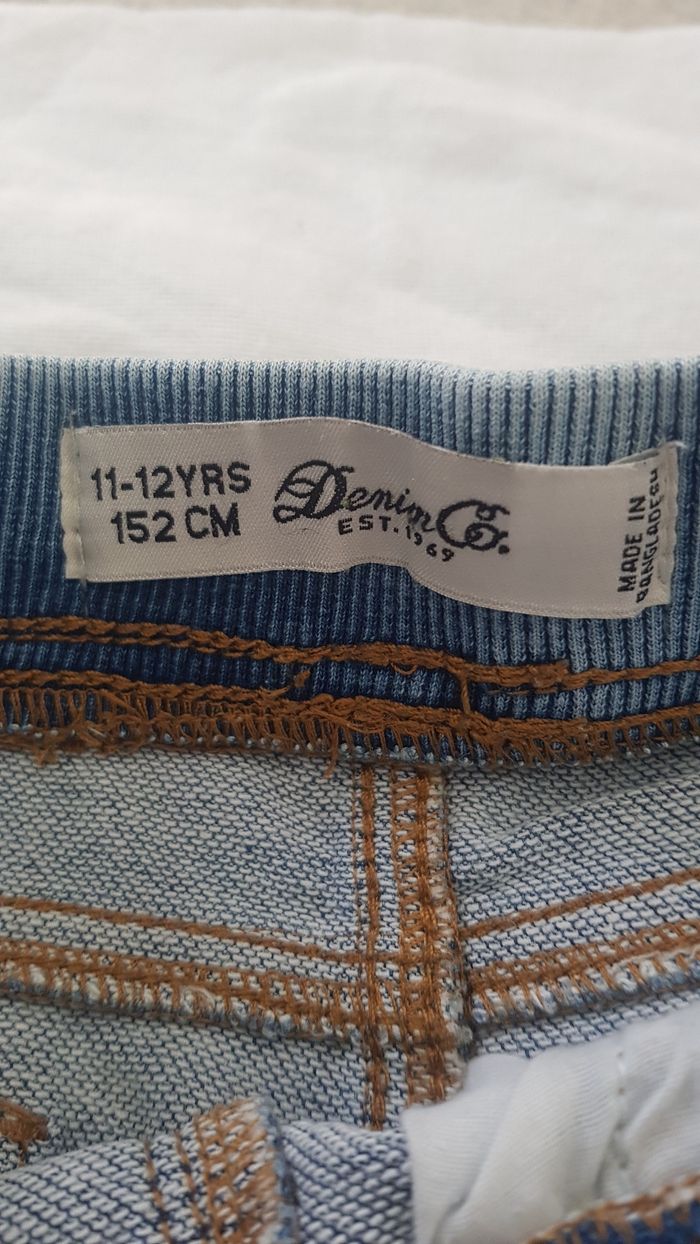 11-12YRS
152 CM
Denim Co.
EST. 1969
MADE IN
BANGLADESH